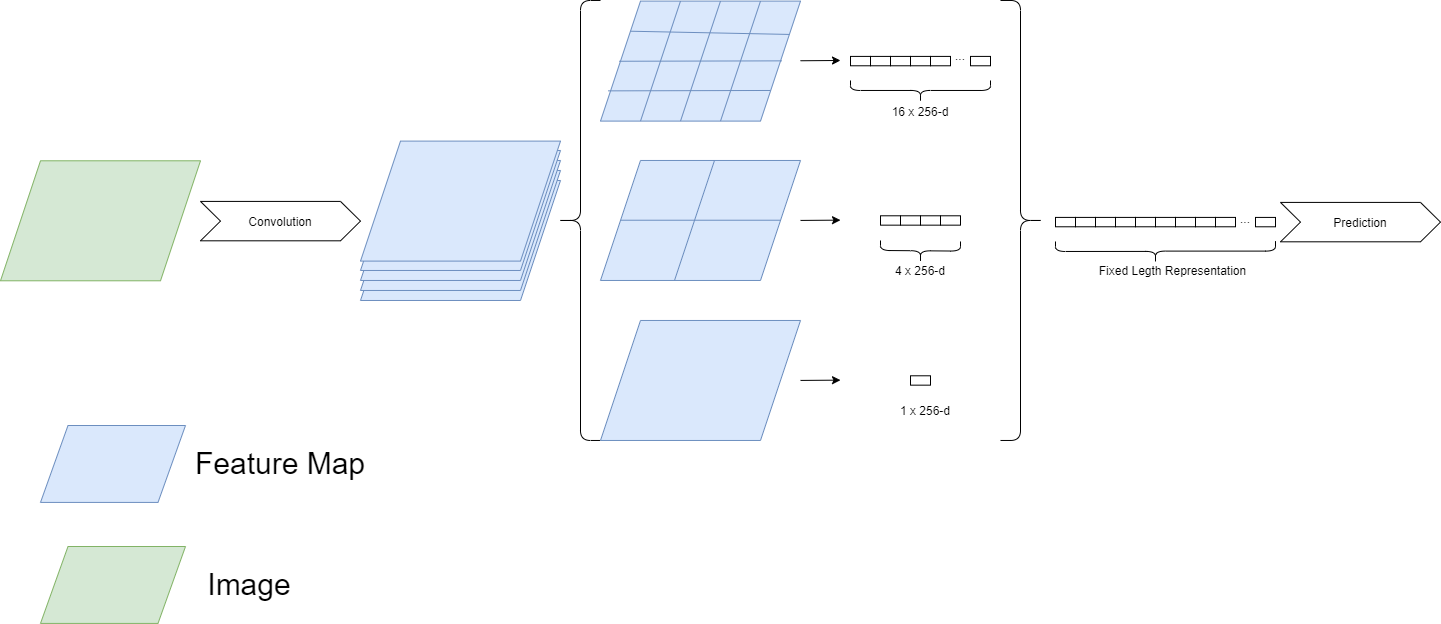 16 x 256-d
Convolution
4 x 256-d
Fixed Legth Representation
Prediction
1 x 256-d
Feature Map
Image